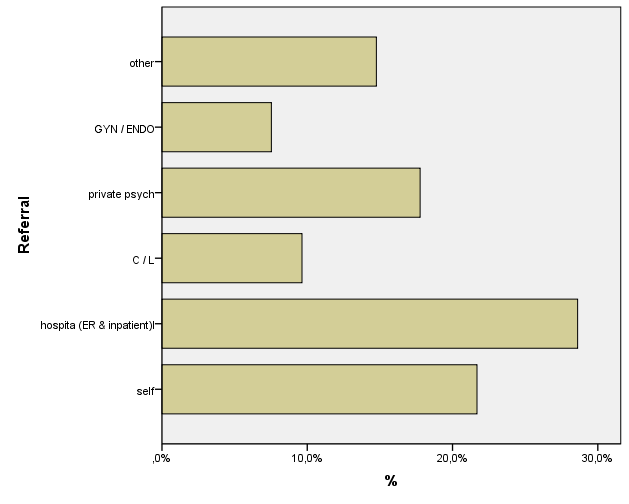 Referral
other
GYN / ENDO
private psych
C / L
hospita (ER & inpatient)l
self
,0%
10,0%
20,0%
30,0%
%